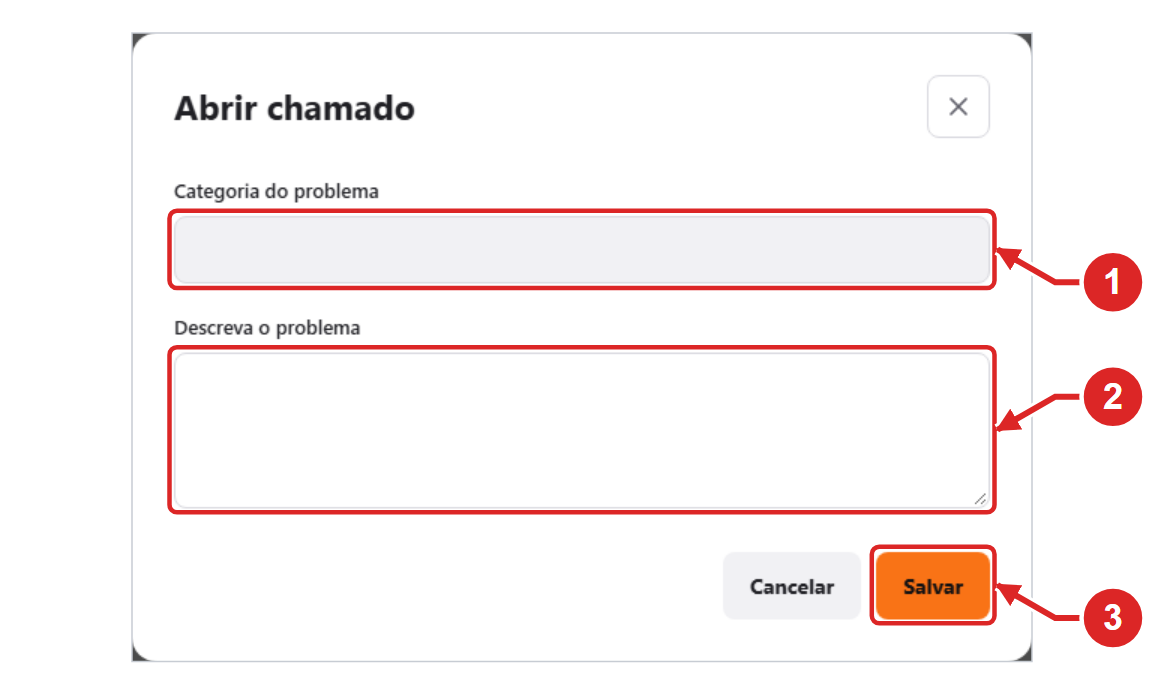 Abrir chamado
Categoria do problema
1
Descreva o problema
2
Cancelar
Salvar
3